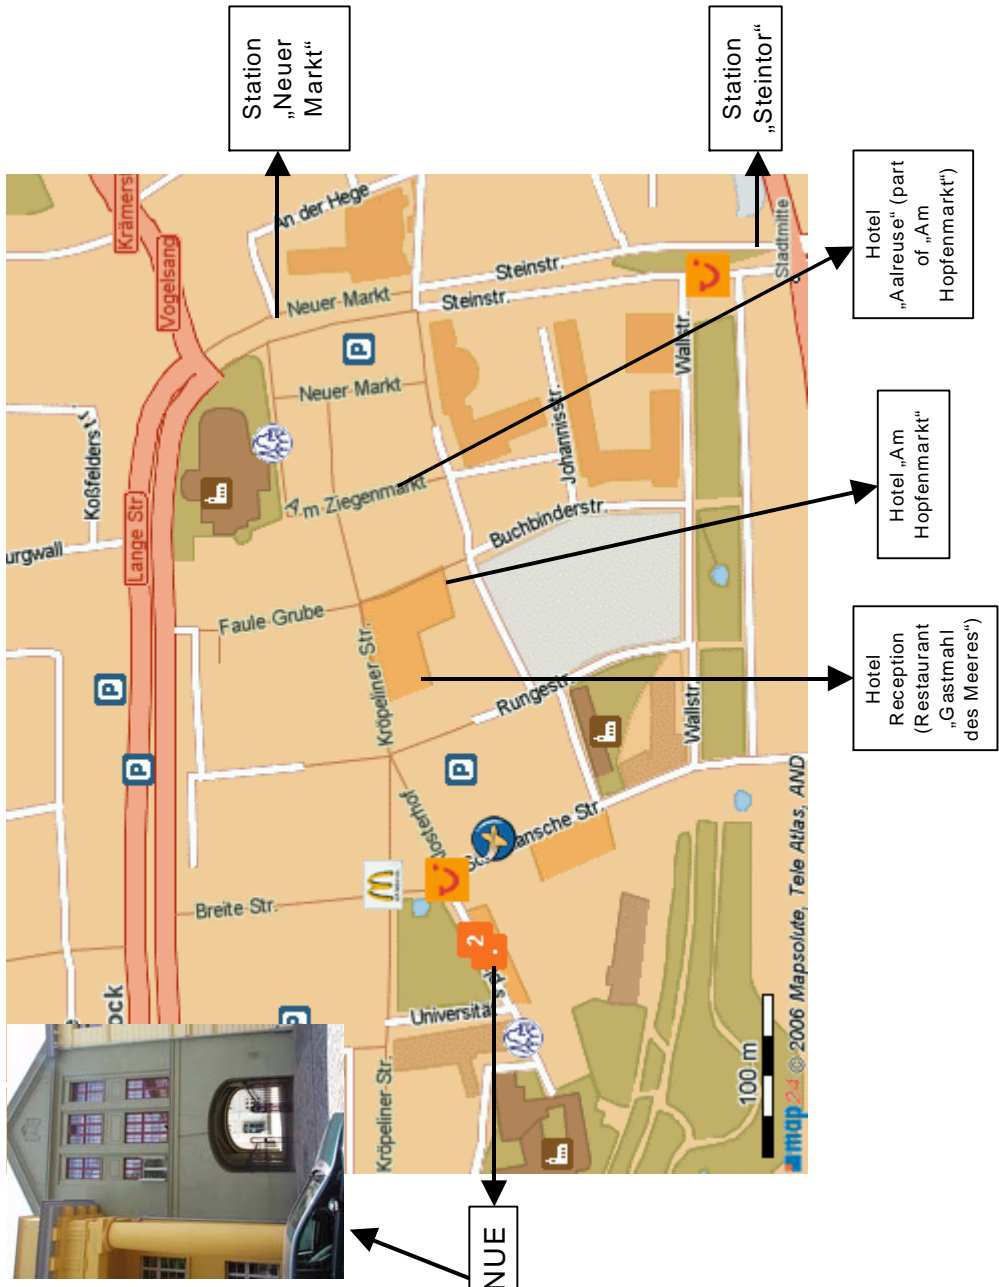 Station
„Neuer
Markt“
Station
„Steintor“
Hotel
„Aalreuse“ (part
of „Am
Hopfenmarkt“)
Hotel „Am
Hopfenmarkt“
Hotel
Reception
(Restaurant
„Gastmahl
des Meeres“)
NUE
Krämers
Vogelsang
An der Hege
Neuer Markt
Neuer Markt
Steinstr.
Steinstr.
Stadtmitte
Wallstr.
Wallstr.
Johannisstr.
Am Ziegenmarkt
Buchbinderstr.
Koßfelders
urgwall
Lange Str
Faule Grube
Kröpeliner Str.
Rungestr.
losterhof
ansche Str.
Breite Str.
Universitä
Kröpeliner-Str.
ock
P
P
P
P
P
2
100 m
map24 © 2006 Mapsolute, Tele Atlas, AND